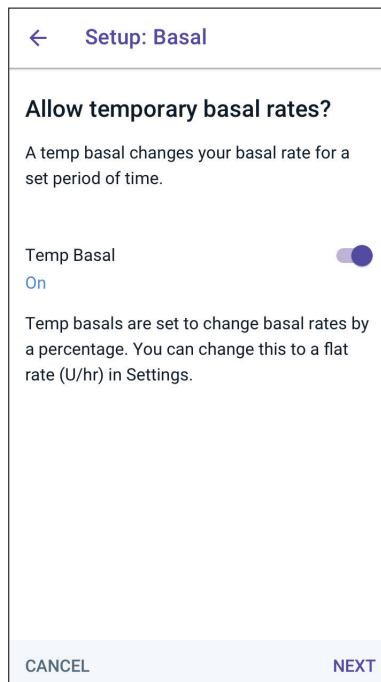 Setup: Basal
Allow temporary basal rates?
A temp basal changes your basal rate for a
set period of time.
Temp Basal
On
Temp basals are set to change basal rates by
a percentage. You can change this to a flat
rate (U/hr) in Settings.
CANCEL NEXT